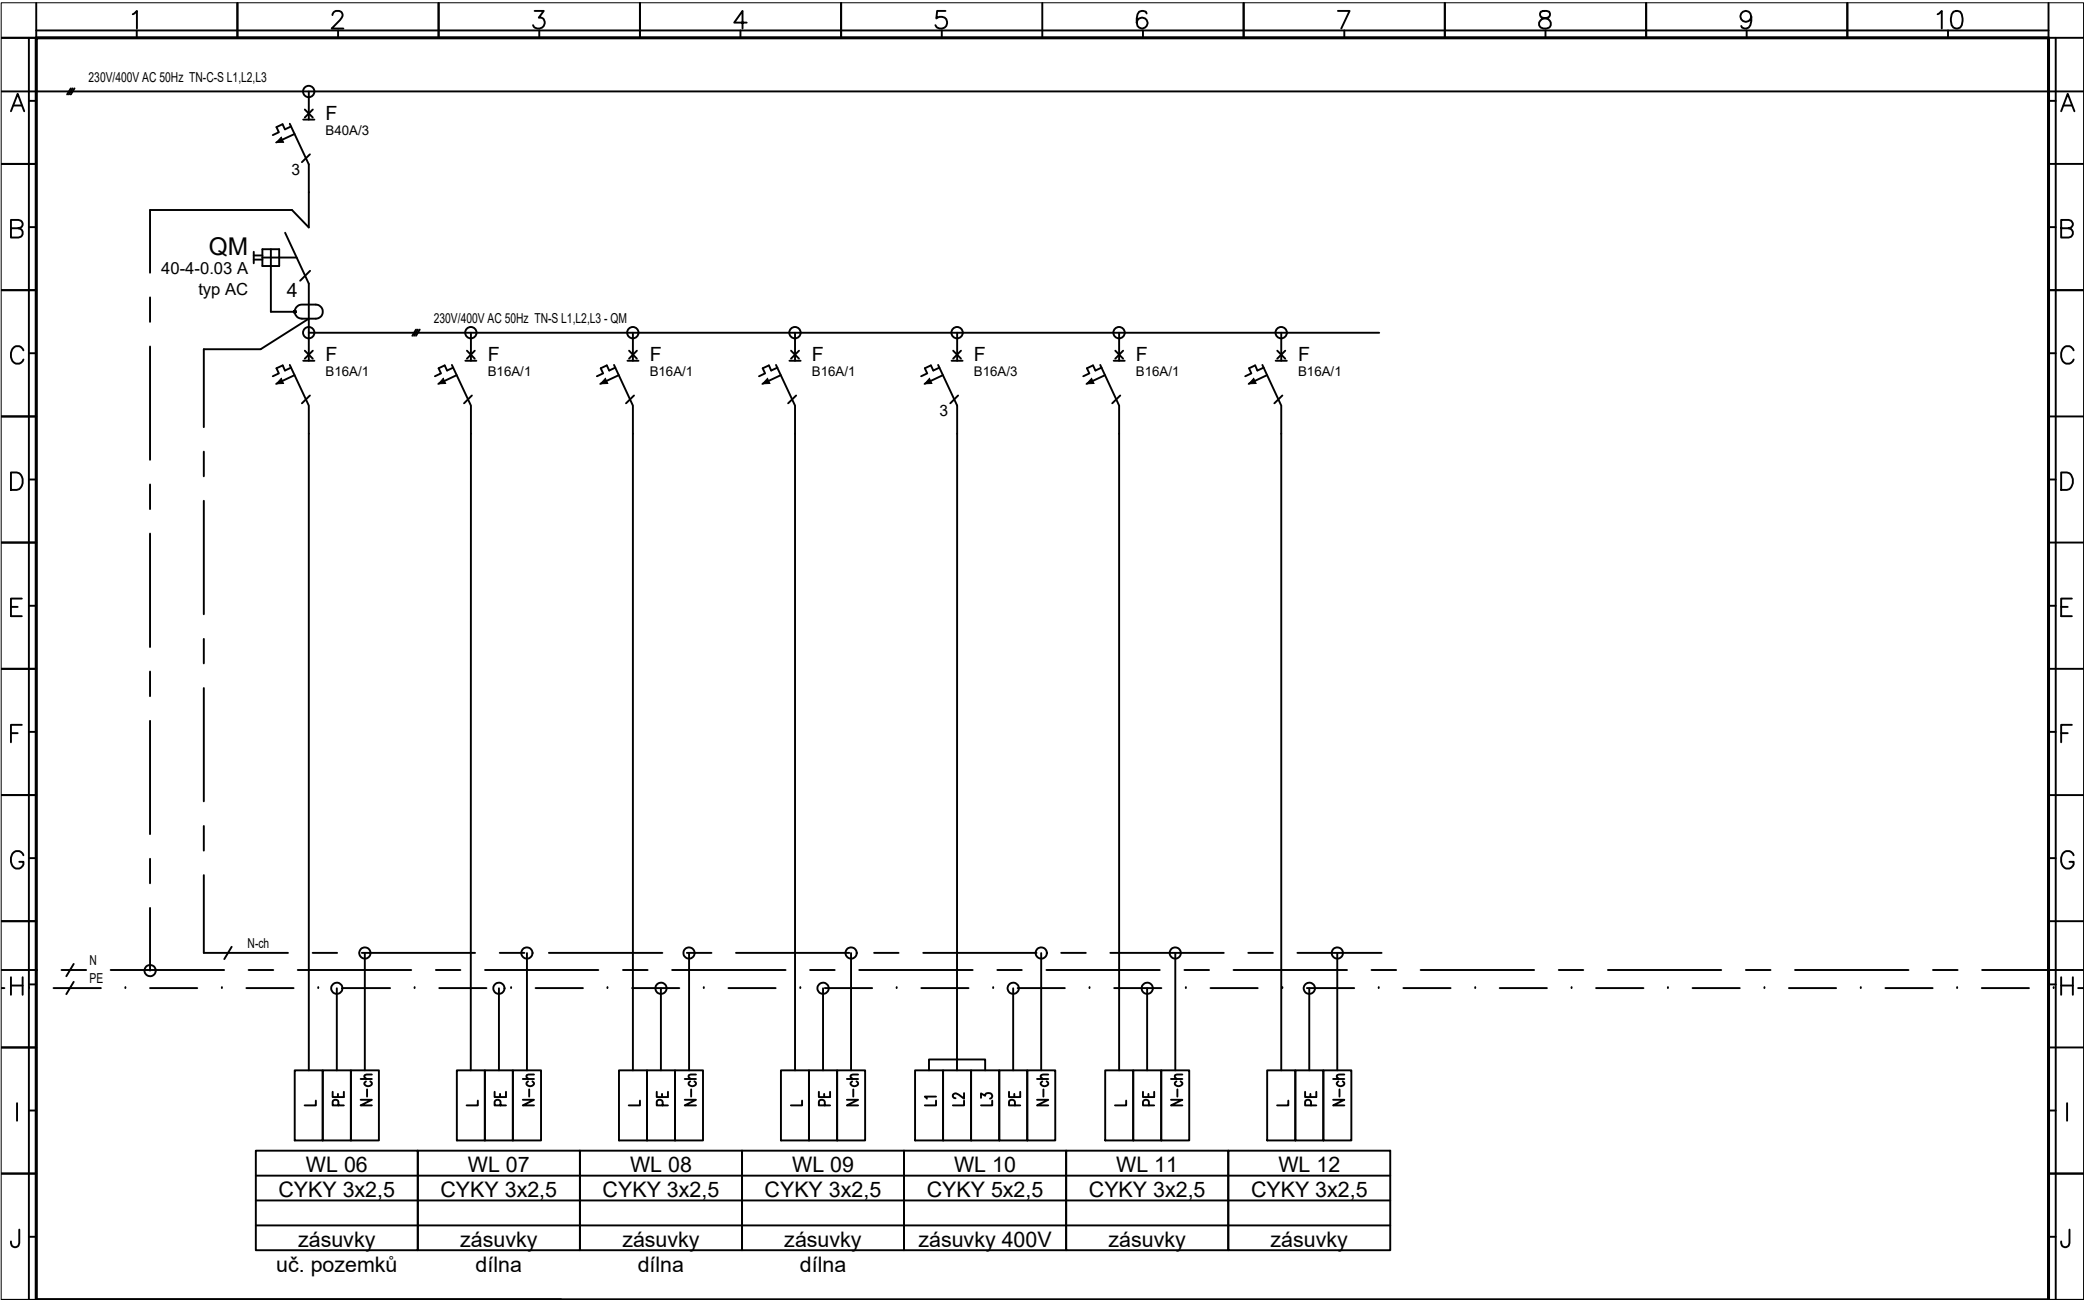 1 2 3 4 5 6 7 8 9 10
230V/400V AC 50Hz TN-C-S L1,L2,L3
A A
F
B40A/3
3
B B
QM
40-4-0.03 A
typ AC
4
230V/400V AC 50Hz TN-S L1,L2,L3 - QM
C C
F F F F F F F
B16A/1 B16A/1 B16A/1 B16A/1 B16A/3 B16A/1 B16A/1
3
D D
E E
F F
G G
N-ch
N
PE
H H
L PE N-ch L PE N-ch L PE N-ch L PE N-ch L1 L2 L3 PE N-ch L PE N-ch L PE N-ch
I I
WL 06 WL 07 WL 08 WL 09 WL 10 WL 11 WL 12
CYKY 3x2,5 CYKY 3x2,5 CYKY 3x2,5 CYKY 3x2,5 CYKY 5x2,5 CYKY 3x2,5 CYKY 3x2,5
J J
zásuvky zásuvky zásuvky zásuvky zásuvky 400V zásuvky zásuvky
uč. pozemků dílna dílna dílna